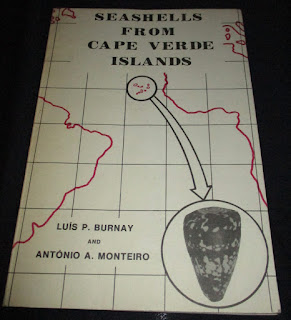 SEASHELLS
FROM
CAPE VERDE
ISLANDS
LUÍS P. BURNAY
AND
ANTÓNIO A. MONTEIRO